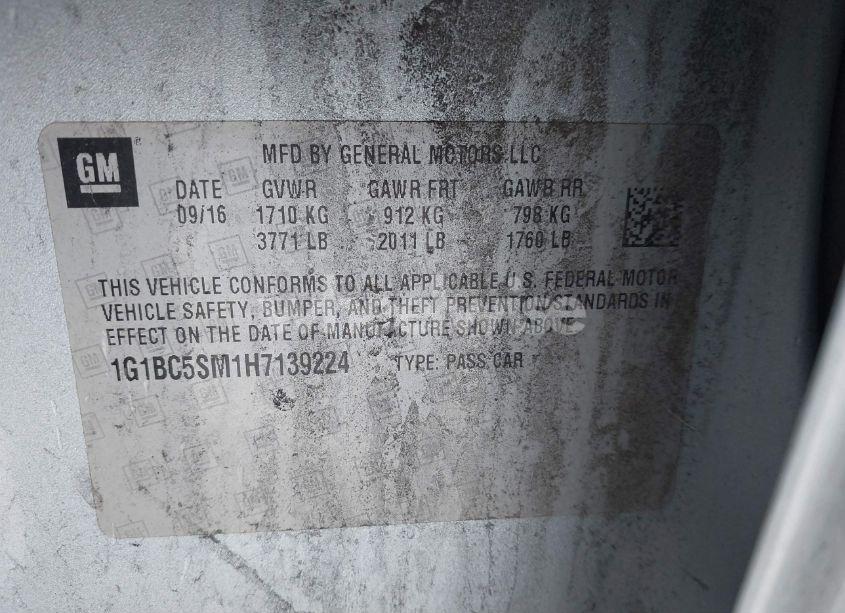 GM
MFD BY GENERAL MOTORS LLC
DATE GVWR GAWR FRT GAWR RR
09/16 1710 KG 912 KG 798 KG
3771 LB 2011 LB 1760 LB
THIS VEHICLE CONFORMS TO ALL APPLICABLE U.S. FEDERAL MOTOR
VEHICLE SAFETY, BUMPER, AND THEFT PREVENTION STANDARDS IN
EFFECT ON THE DATE OF MANUFACTURE SHOWN ABOVE
1G1BC5SM1H7139224 TYPE: PASS CAR